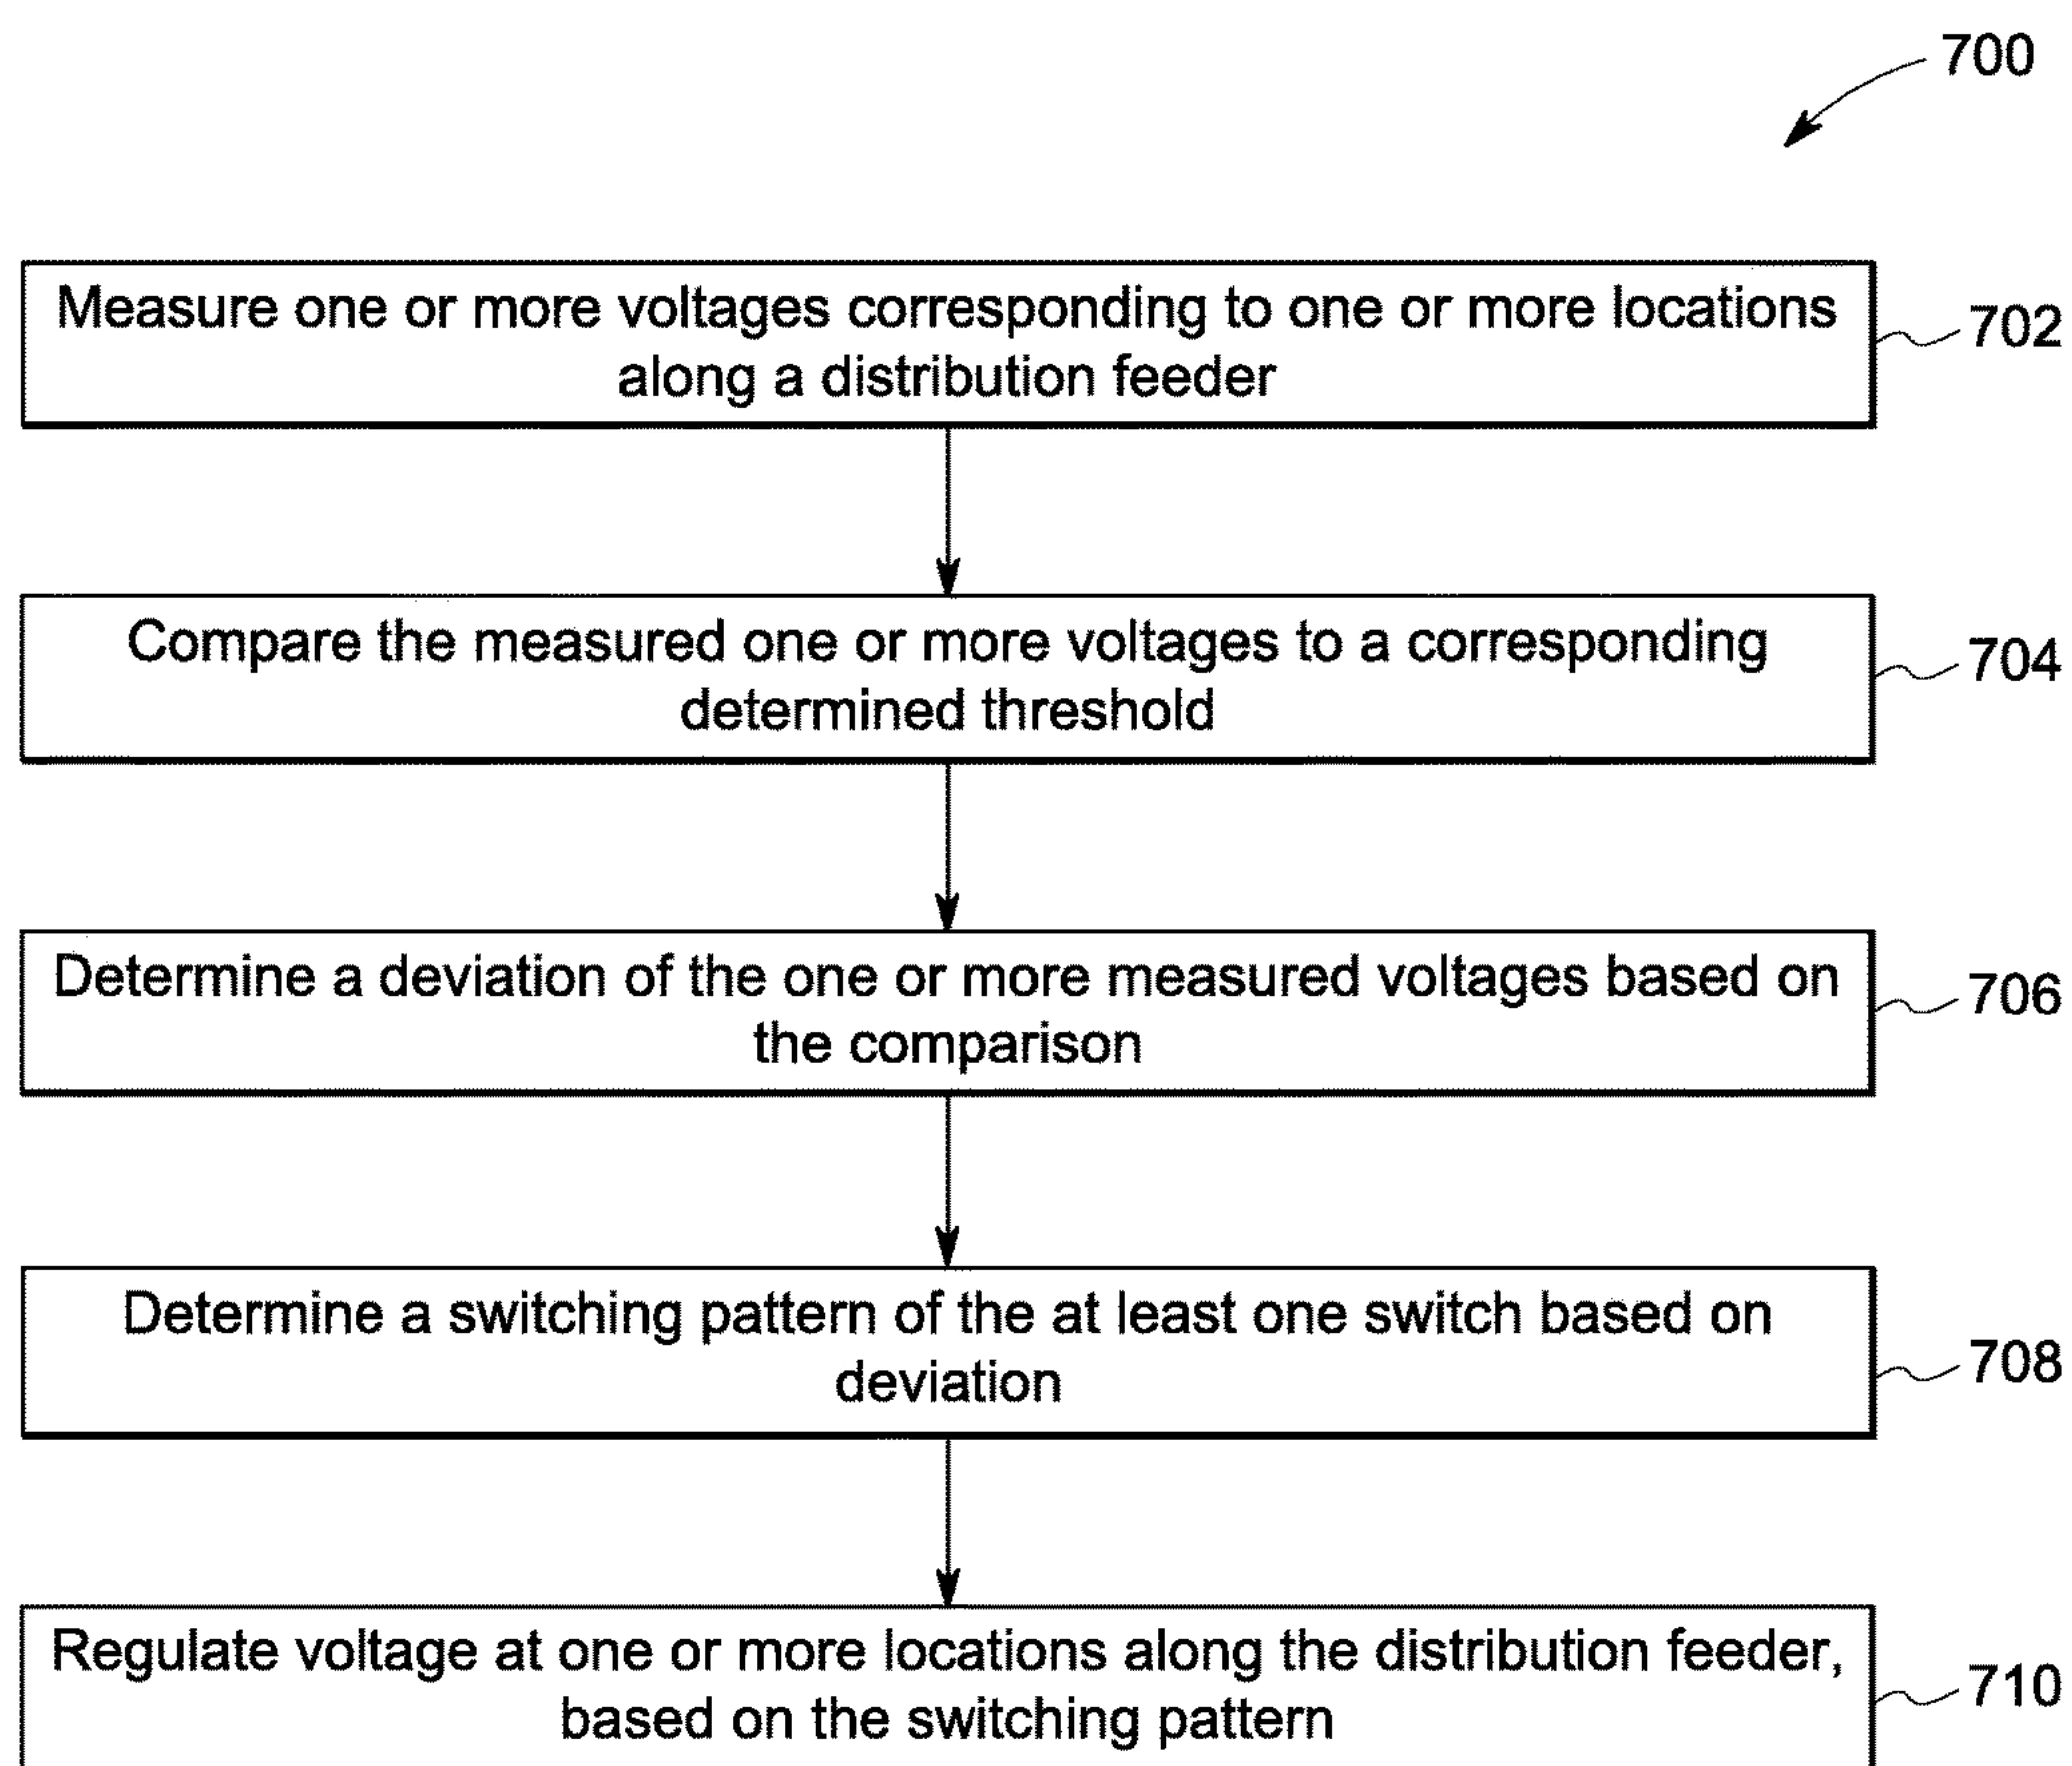 700
Measure one or more voltages corresponding to one or more locations
along a distribution feeder
702
Compare the measured one or more voltages to a corresponding
determined threshold
704
Determine a deviation of the one or more measured voltages based on
the comparison
706
Determine a switching pattern of the at least one switch based on
deviation
708
Regulate voltage at one or more locations along the distribution feeder,
based on the switching pattern
710